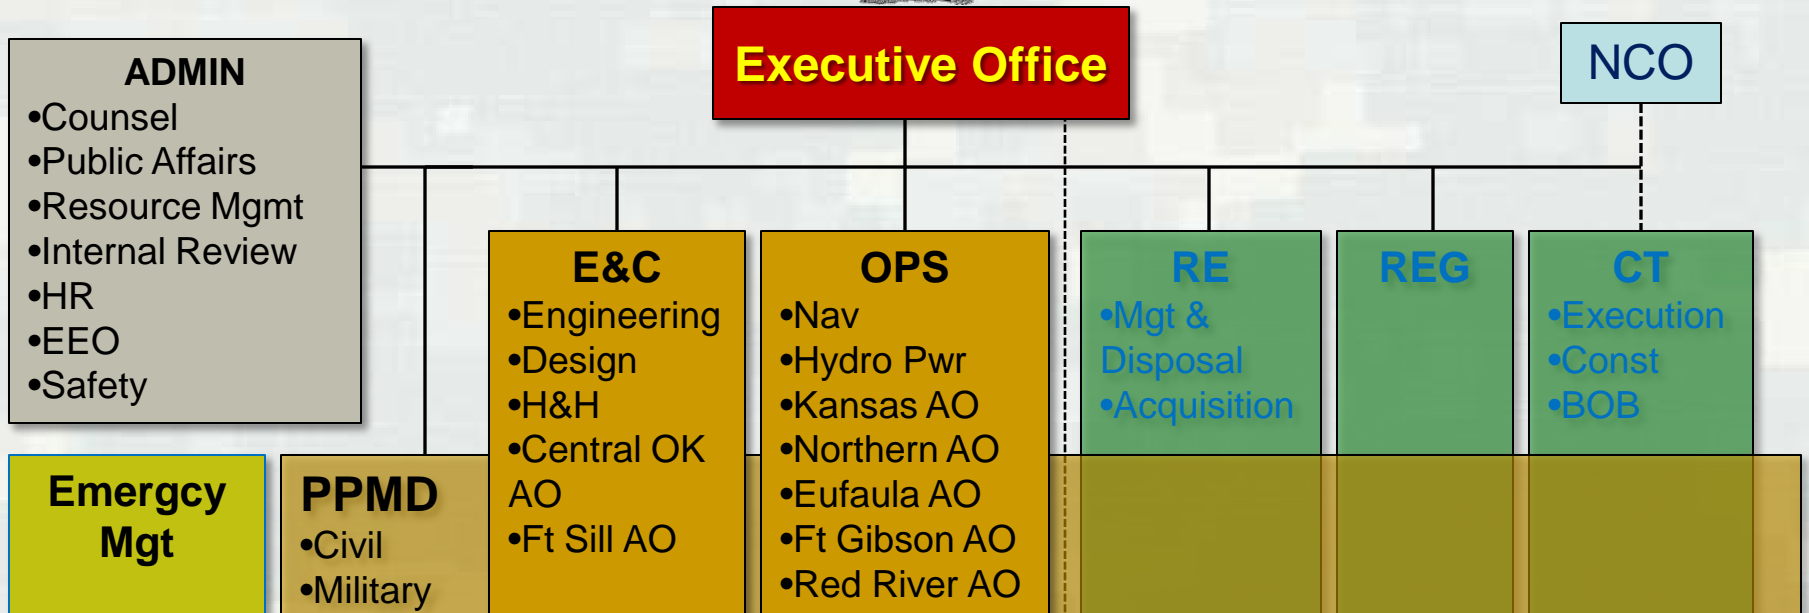 Executive Office
NCO
ADMIN
•Counsel
•Public Affairs
•Resource Mgmt
•Internal Review
•HR
•EEO
•Safety
Emergcy
Mgt
PPMD
•Civil
•Military
E&C
•Engineering
•Design
•H&H
•Central OK
AO
•Ft Sill AO
OPS
•Nav
•Hydro Pwr
•Kansas AO
•Northern AO
•Eufaula AO
•Ft Gibson AO
•Red River AO
RE
•Mgt &
Disposal
•Acquisition
REG
CT
•Execution
•Const
•BOB